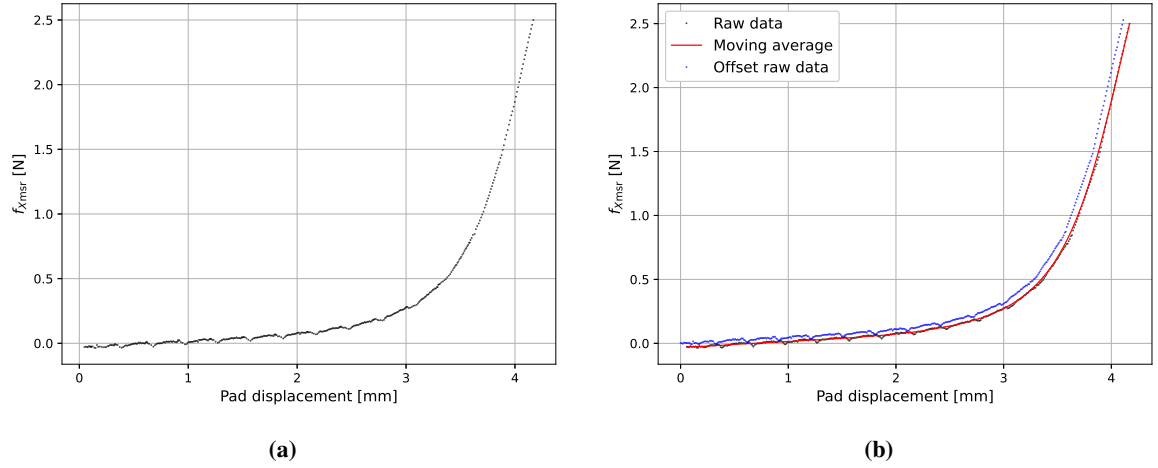 2.5
2.0
1.5
1.0
0.5
0.0
f_Xmsr [N]
0 1 2 3 4
Pad displacement [mm]
(a)
Raw data
Moving average
Offset raw data
2.5
2.0
1.5
1.0
0.5
0.0
f_Xmsr [N]
0 1 2 3 4
Pad displacement [mm]
(b)